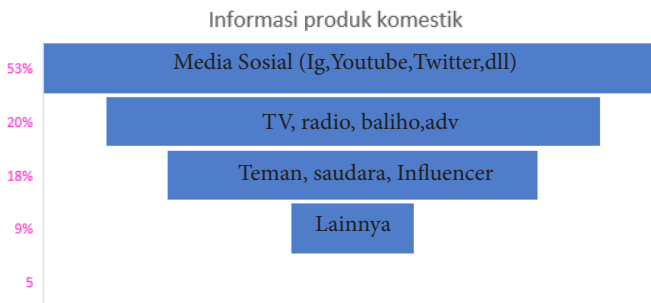 Informasi produk komestik
53% Media Sosial (Ig,Youtube,Twitter,dll)
20% TV, radio, baliho,adv
18% Teman, saudara, Influencer
9% Lainnya
5